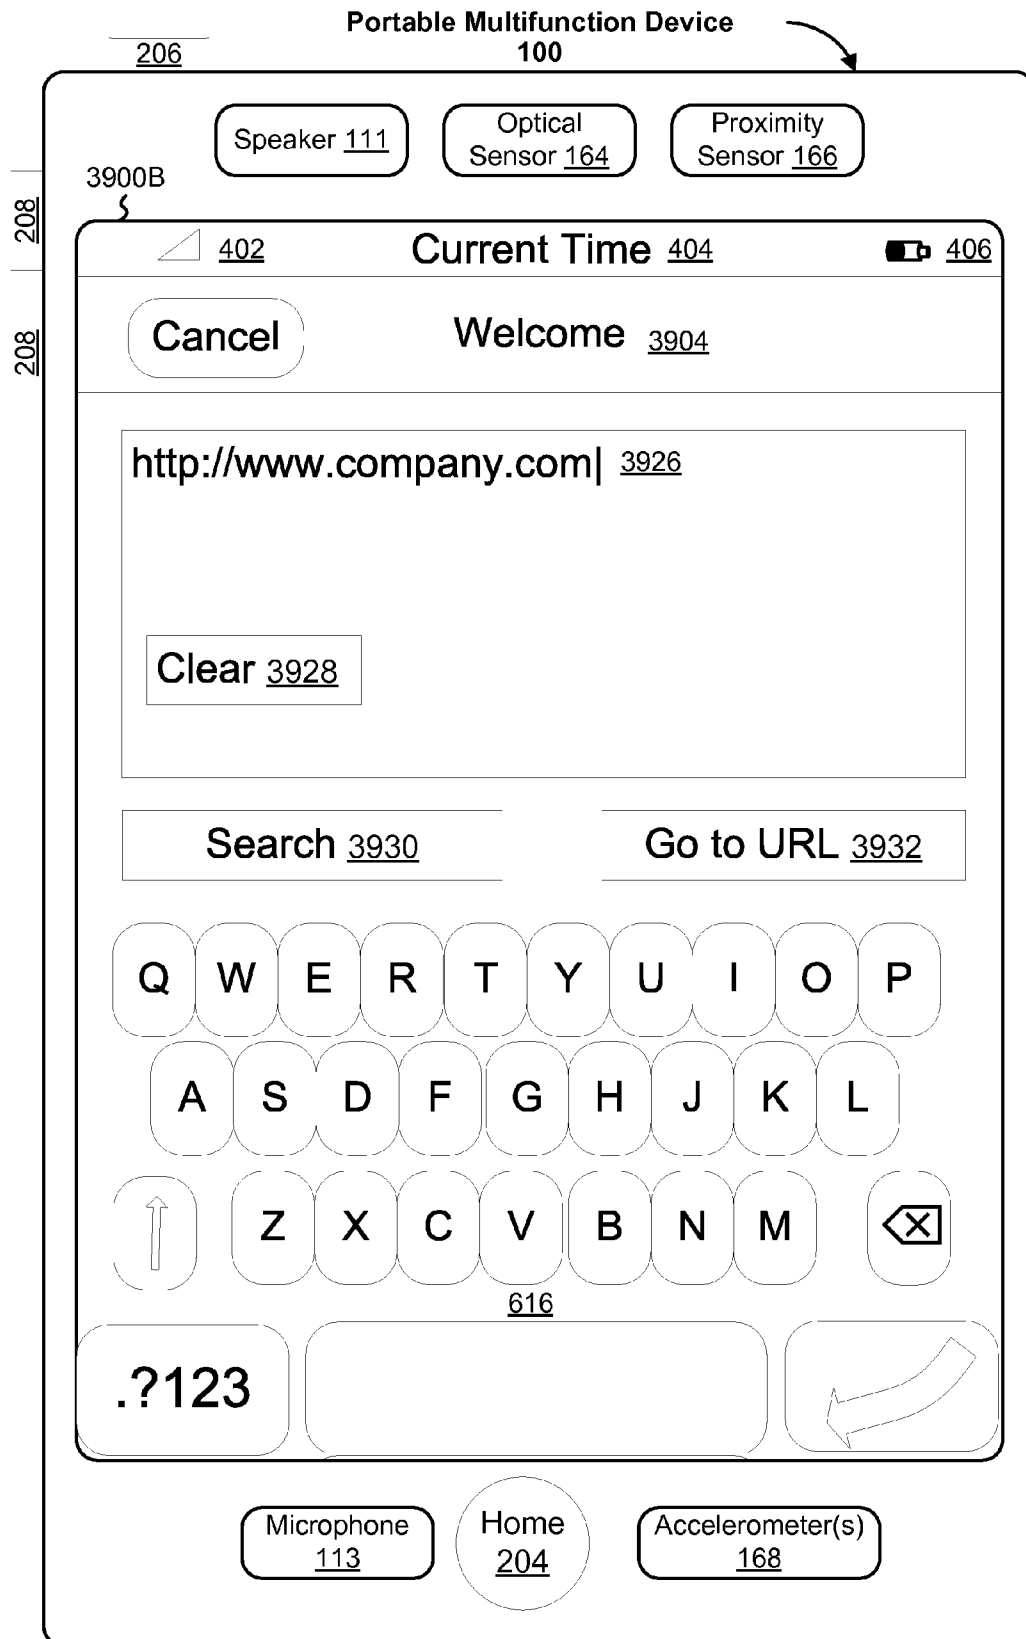 Portable Multifunction Device
100
206
Speaker 111
Optical
Sensor 164
Proximity
Sensor 166
3900B
208
208
402
Current Time 404
406
Cancel
Welcome 3904
http://www.company.com| 3926
Clear 3928
Search 3930
Go to URL 3932
Q W E R T Y U I O P
A S D F G H J K L
Z X C V B N M
616
.?123
Microphone
113
Home
204
Accelerometer(s)
168